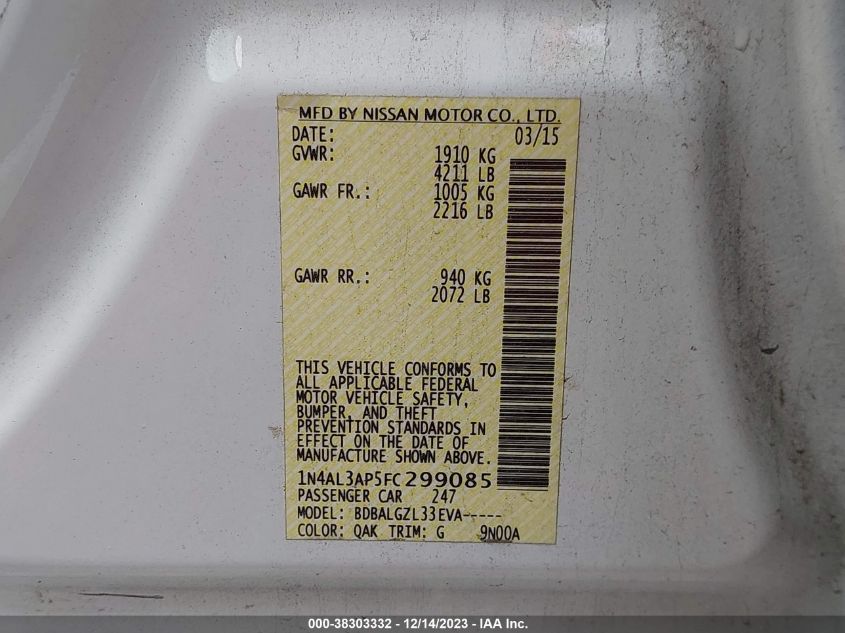 MFD BY NISSAN MOTOR CO., LTD.
DATE: 03/15
GVWR: 1910 KG
4211 LB
GAWR FR.: 1005 KG
2216 LB
GAWR RR.: 940 KG
2072 LB
THIS VEHICLE CONFORMS TO
ALL APPLICABLE FEDERAL
MOTOR VEHICLE SAFETY,
BUMPER, AND THEFT
PREVENTION STANDARDS IN
EFFECT ON THE DATE OF
MANUFACTURE SHOWN ABOVE.
1N4AL3AP5FC299085
PASSENGER CAR 247
MODEL: BDBALGZL33EVA-----
COLOR: QAK TRIM: G 9N00A
000-38303332 - 12/14/2023 - IAA Inc.